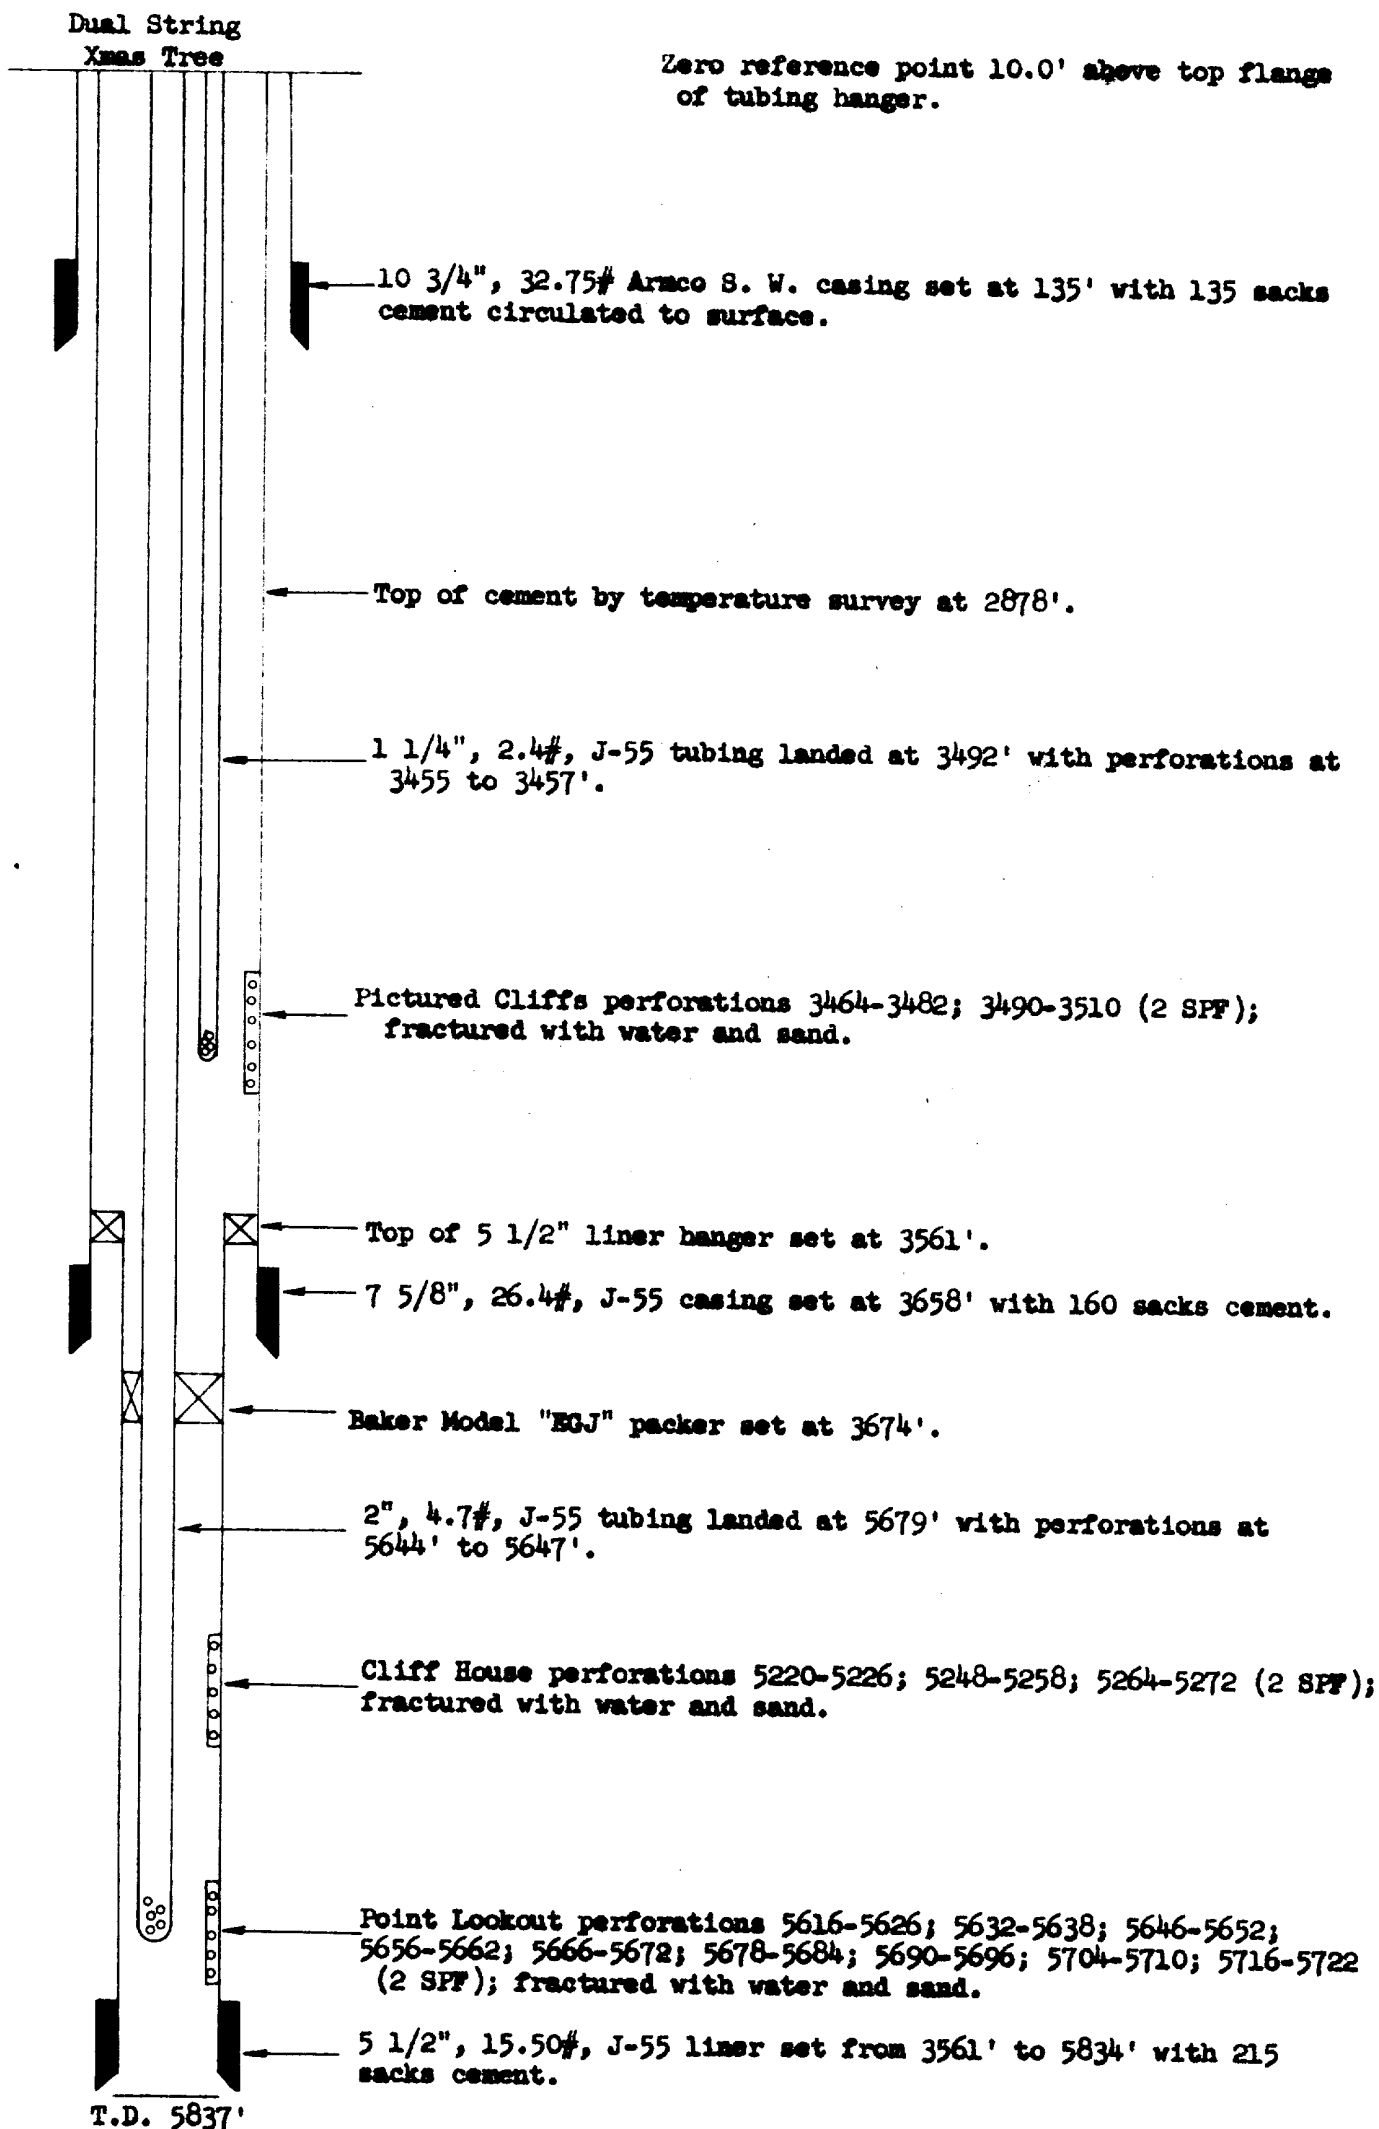 Dual String
Xmas Tree
Zero reference point 10.0' above top flange
of tubing hanger.
10 3/4", 32.75# Armco S. W. casing set at 135' with 135 sacks
cement circulated to surface.
Top of cement by temperature survey at 2878'.
1 1/4", 2.4#, J-55 tubing landed at 3492' with perforations at
3455 to 3457'.
Pictured Cliffs perforations 3464-3482; 3490-3510 (2 SPF);
fractured with water and sand.
Top of 5 1/2" liner hanger set at 3561'.
7 5/8", 26.4#, J-55 casing set at 3658' with 160 sacks cement.
Baker Model "EGJ" packer set at 3674'.
2", 4.7#, J-55 tubing landed at 5679' with perforations at
5644' to 5647'.
Cliff House perforations 5220-5226; 5248-5258; 5264-5272 (2 SPF);
fractured with water and sand.
Point Lookout perforations 5616-5626; 5632-5638; 5646-5652;
5656-5662; 5666-5672; 5678-5684; 5690-5696; 5704-5710; 5716-5722
(2 SPF); fractured with water and sand.
5 1/2", 15.50#, J-55 liner set from 3561' to 5834' with 215
sacks cement.
T.D. 5837'